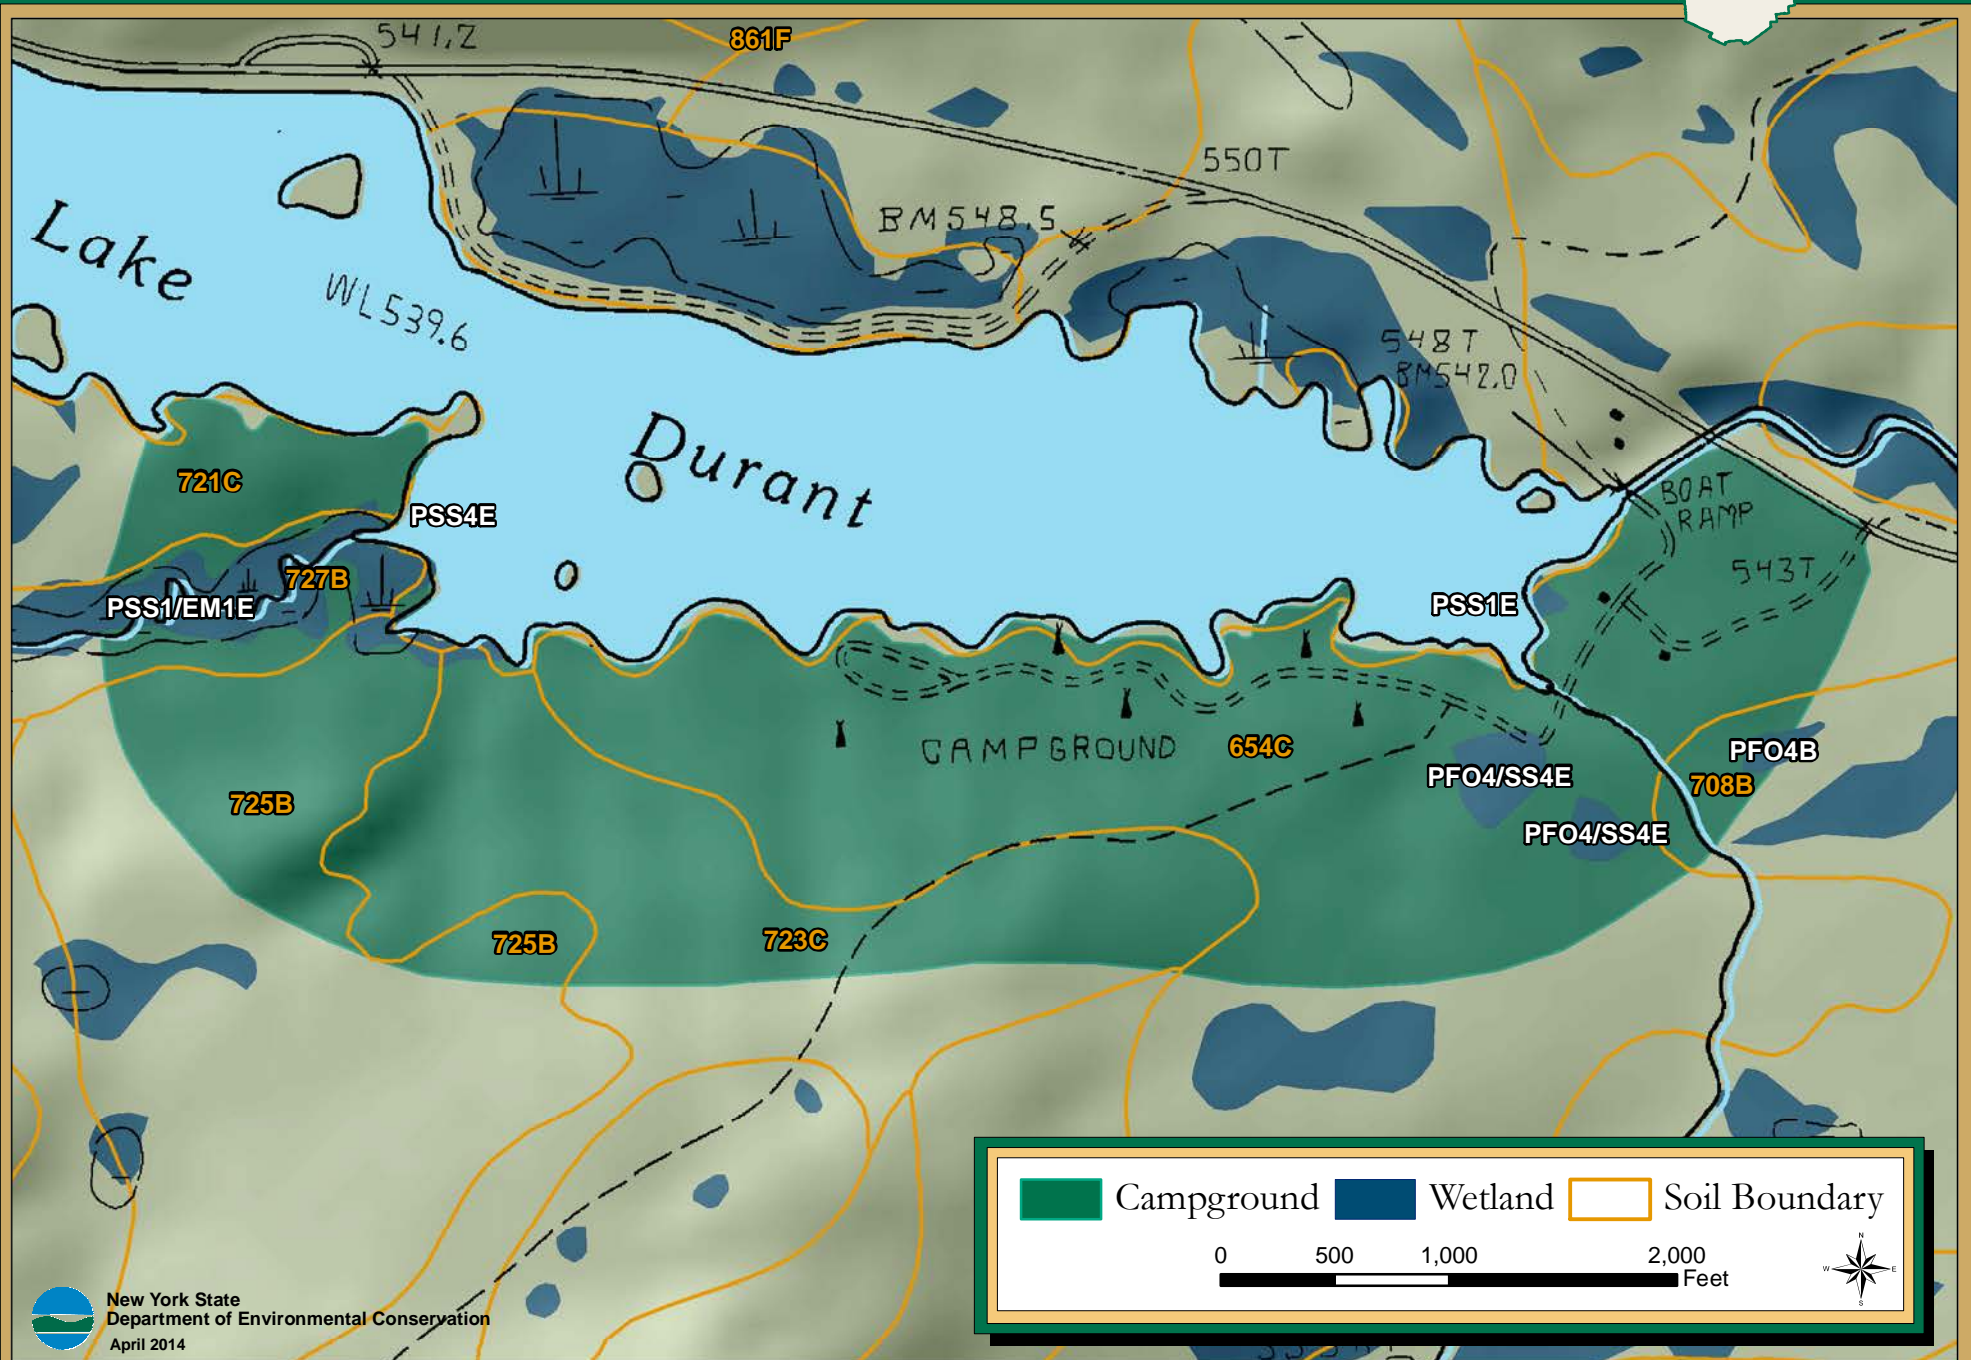 541.2
861F
550T
BM548.5
Lake
WL539.6
548T
BM542.0
Durant
721C
BOAT
RAMP
PSS4E
543T
727B
PSS1/EM1E
PSS1E
CAMPGROUND
654C
PFO4B
PFO4/SS4E
708B
725B
PFO4/SS4E
725B
723C
Campground Wetland Soil Boundary
0 500 1,000 2,000
Feet
N
W E
S
New York State
Department of Environmental Conservation
April 2014